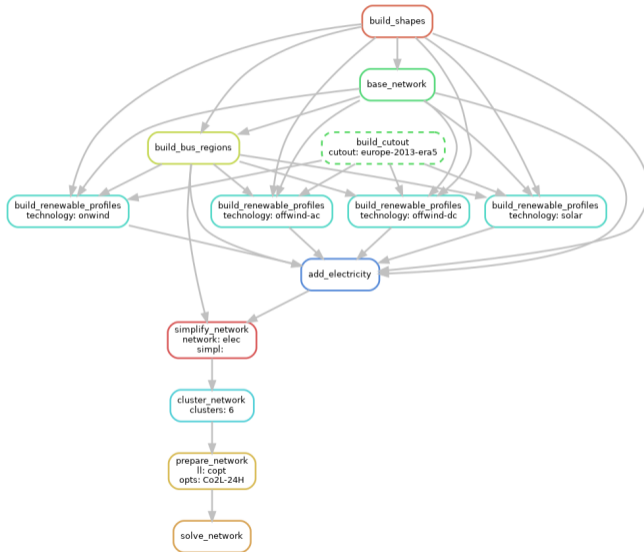 build_shapes
base_network
build_cutout
cutout: europe-2013-era5
build_bus_regions
build_renewable_profiles
technology: onwind
build_renewable_profiles
technology: offwind-ac
build_renewable_profiles
technology: offwind-dc
build_renewable_profiles
technology: solar
add_electricity
simplify_network
network: elec
simpl:
cluster_network
clusters: 6
prepare_network
ll: copt
opts: Co2L-24H
solve_network